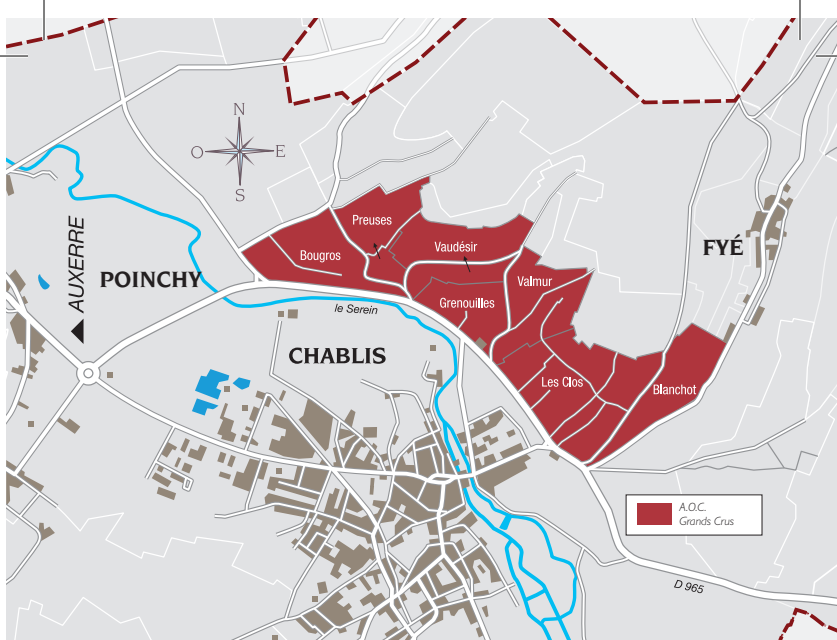 N
O
E
S
Preuses
Bougros
Vaudésir
Valmur
Grenouilles
FYÉ
AUXERRE
POINCHY
le Serein
CHABLIS
Les Clos
Blanchot
A.O.C.
Grands Crus
D 965